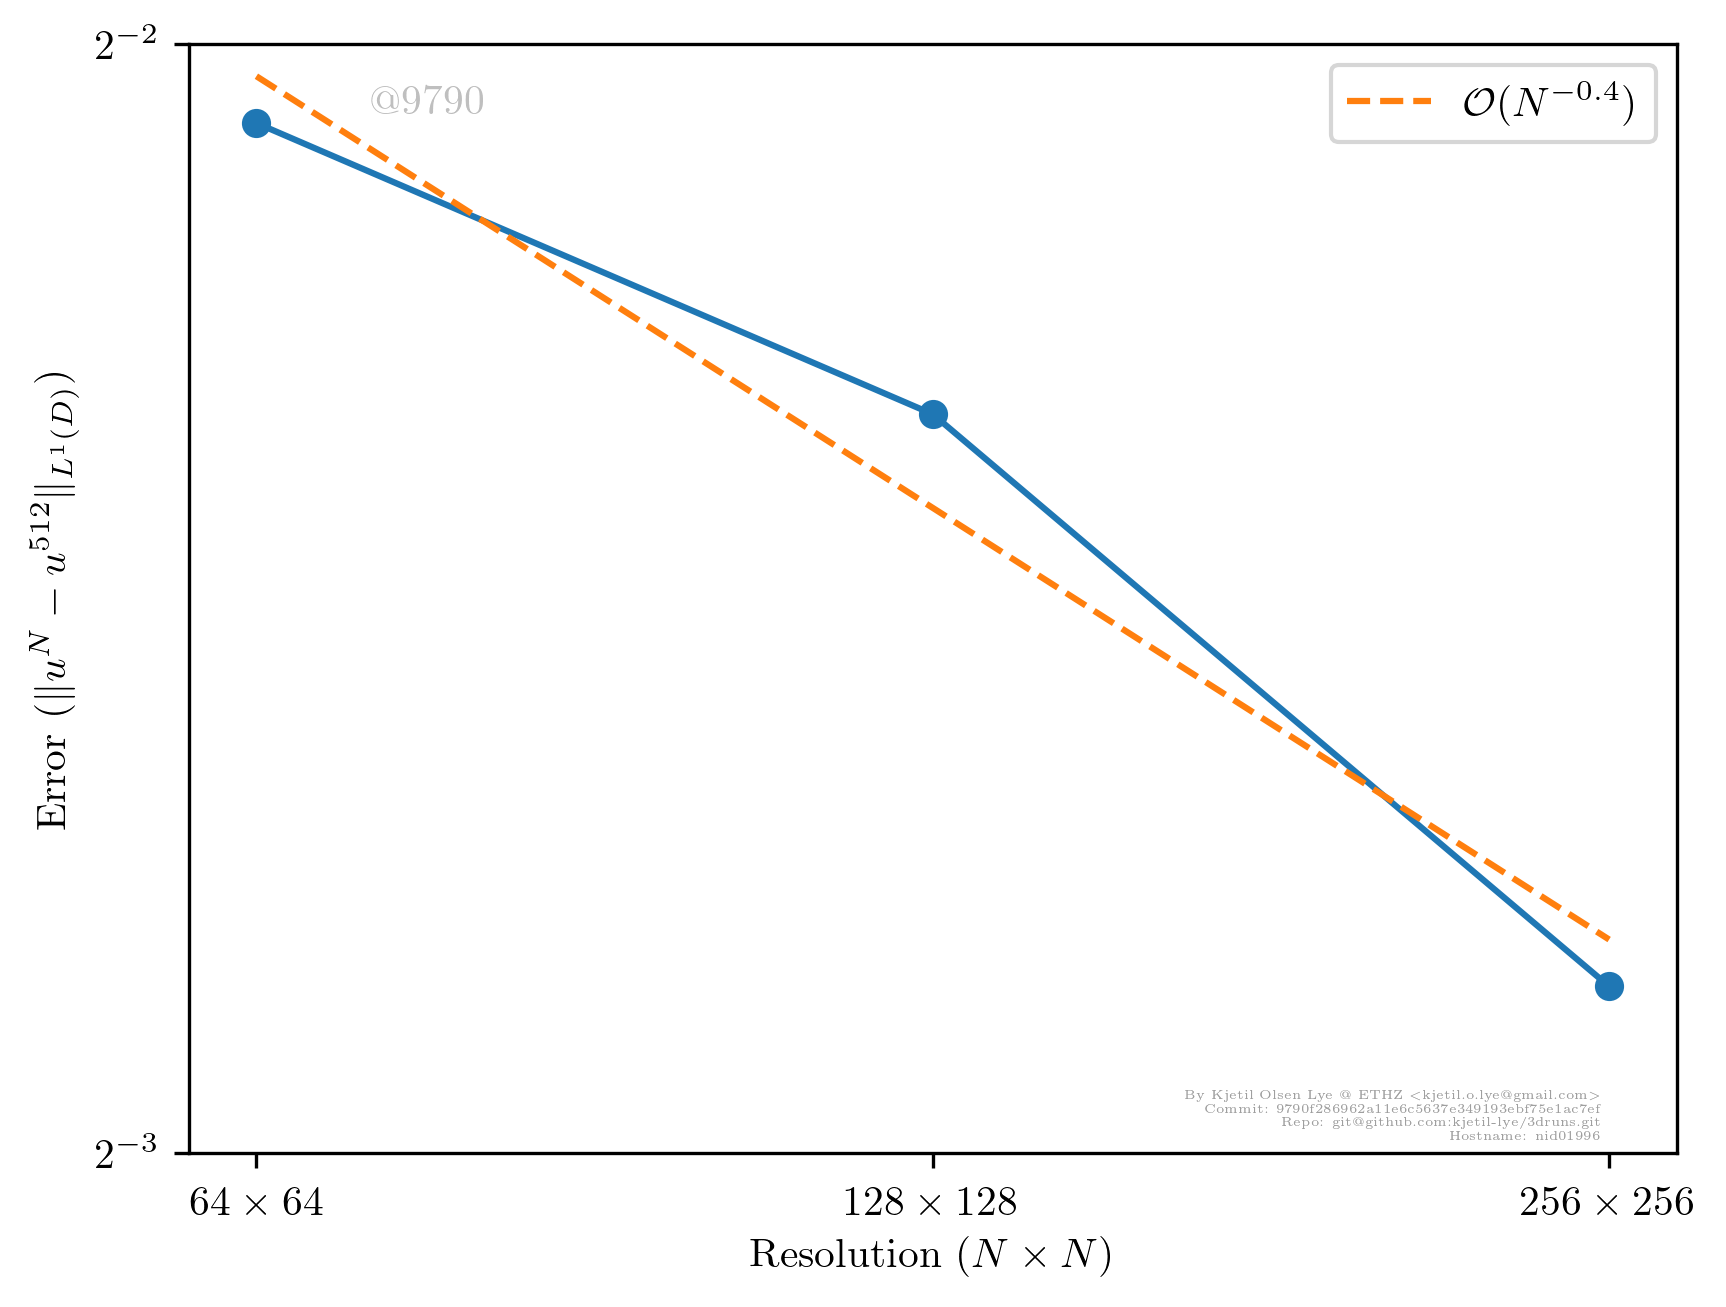 2^{-2}
@9790
\mathcal{O}(N^{-0.4})
Error (||u^N − u^{512}||_{L^1(D)})
By Kjetil Olsen Lye @ ETHZ <kjetil.o.lye@gmail.com>
Commit: 9790f286962a11e6c5637e349193ebf75e1ac7ef
Repo: git@github.com:kjetil-lye/3druns.git
Hostname: nid01996
2^{-3}
64 × 64 128 × 128 256 × 256
Resolution (N × N)